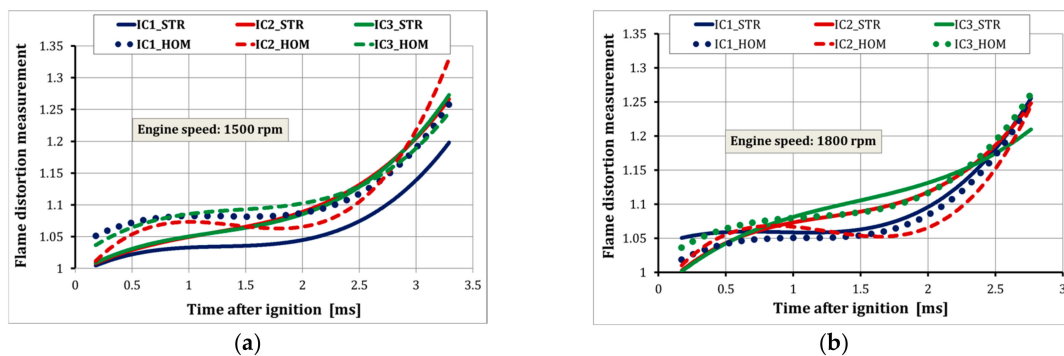 IC1_STR IC2_STR IC3_STR
IC1_HOM IC2_HOM IC3_HOM
Flame distortion measurement
1.35
1.3
1.25
1.2
1.15
1.1
1.05
1
Engine speed: 1500 rpm
0 0.5 1 1.5 2 2.5 3 3.5
Time after ignition [ms]
(a)
IC1_STR IC2_STR IC3_STR
IC1_HOM IC2_HOM IC3_HOM
Flame distortion measurement
1.35
1.3
1.25
1.2
1.15
1.1
1.05
1
Engine speed: 1800 rpm
0 0.5 1 1.5 2 2.5 3
Time after ignition [ms]
(b)